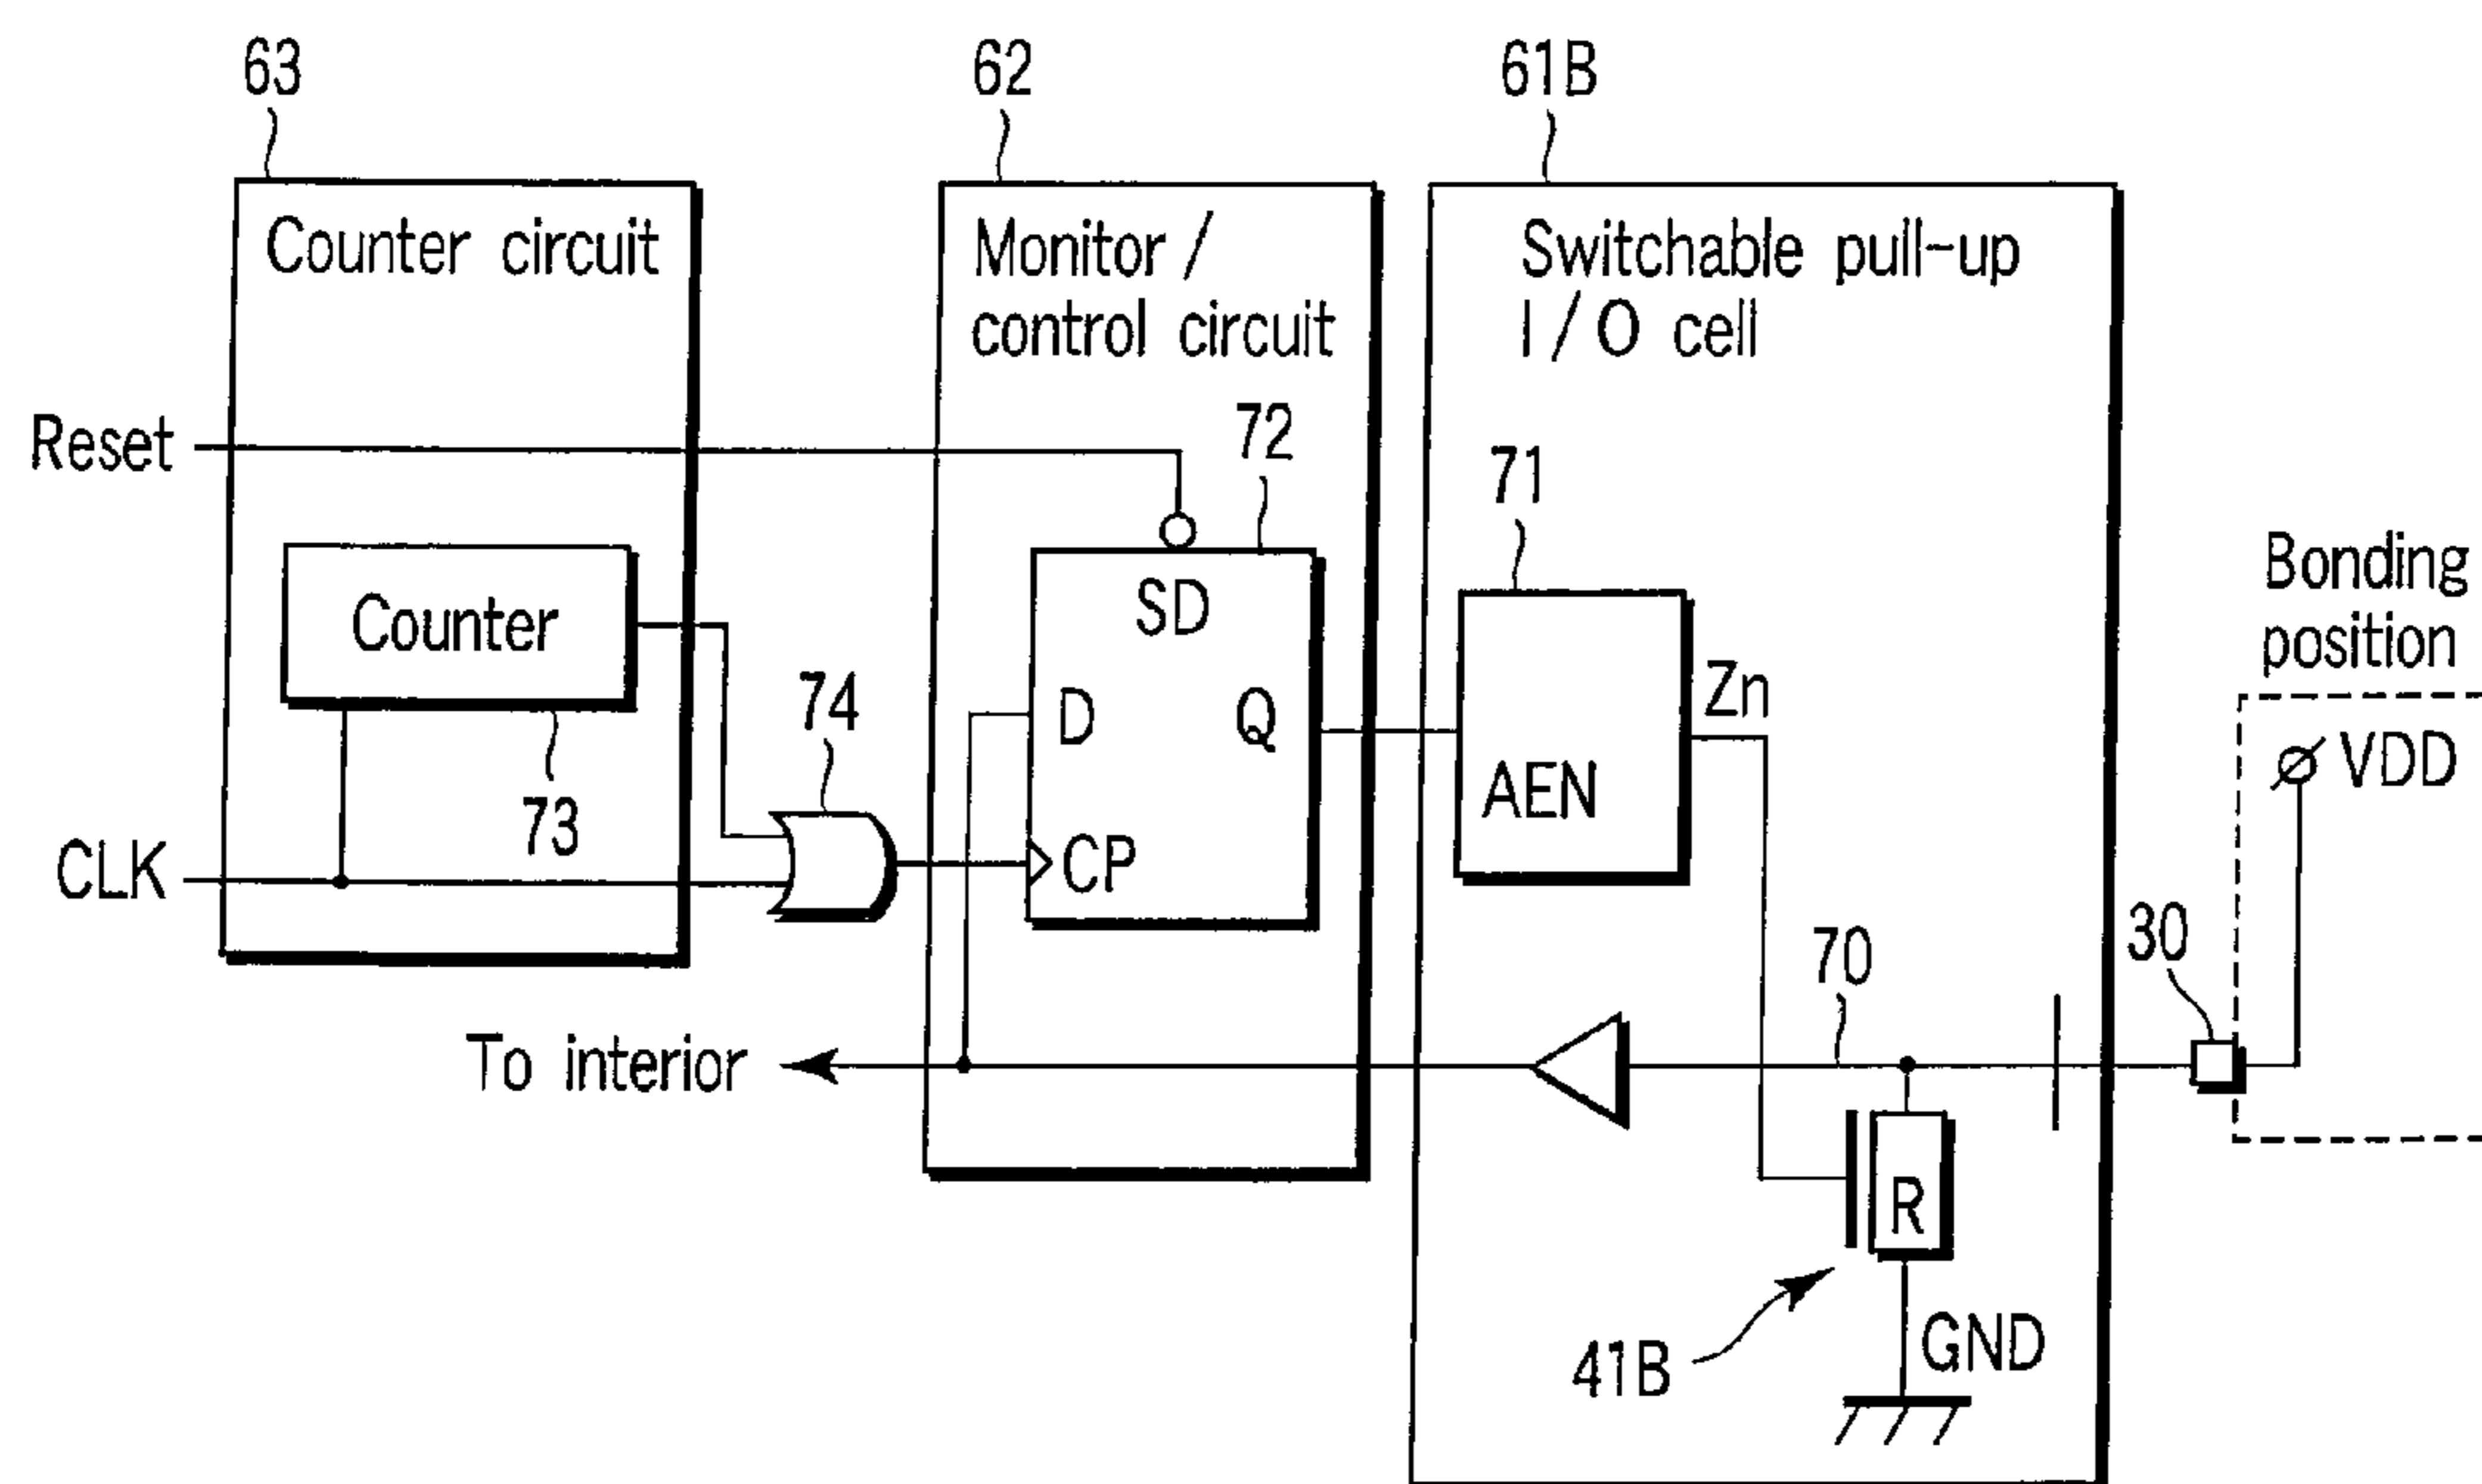 63
62
61B
Counter circuit
Monitor /
control circuit
Switchable pull-up
I / O cell
Reset
72
71
SD
Counter
Bonding
position
74
D
Q
Zn
AEN
VDD
73
CLK
CP
30
70
To interior
R
41B
GND